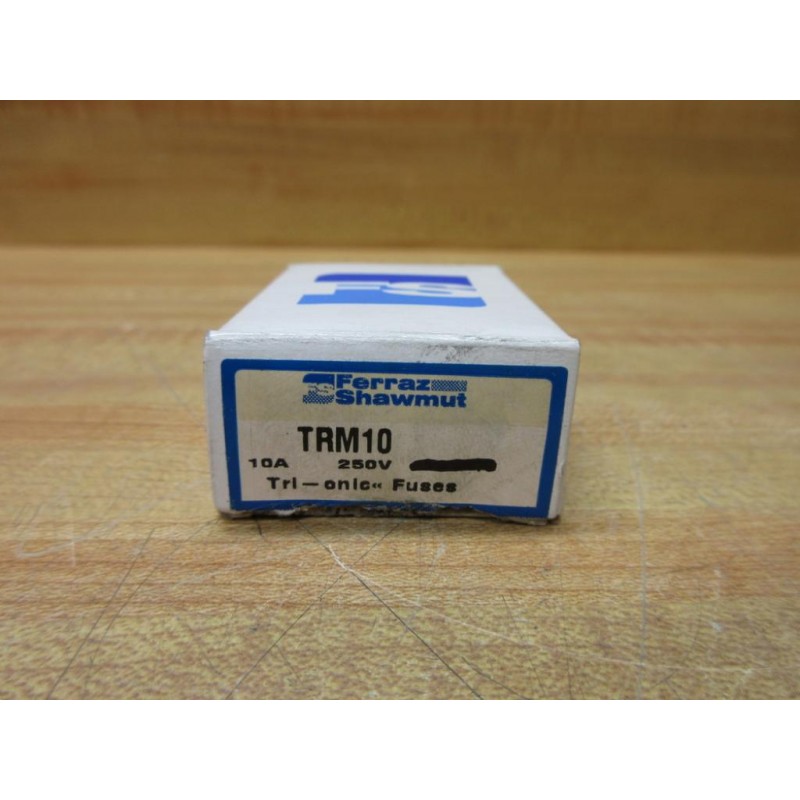 Ferraz
Shawmut
TRM10
10A 250V
Tri-onic« Fuses